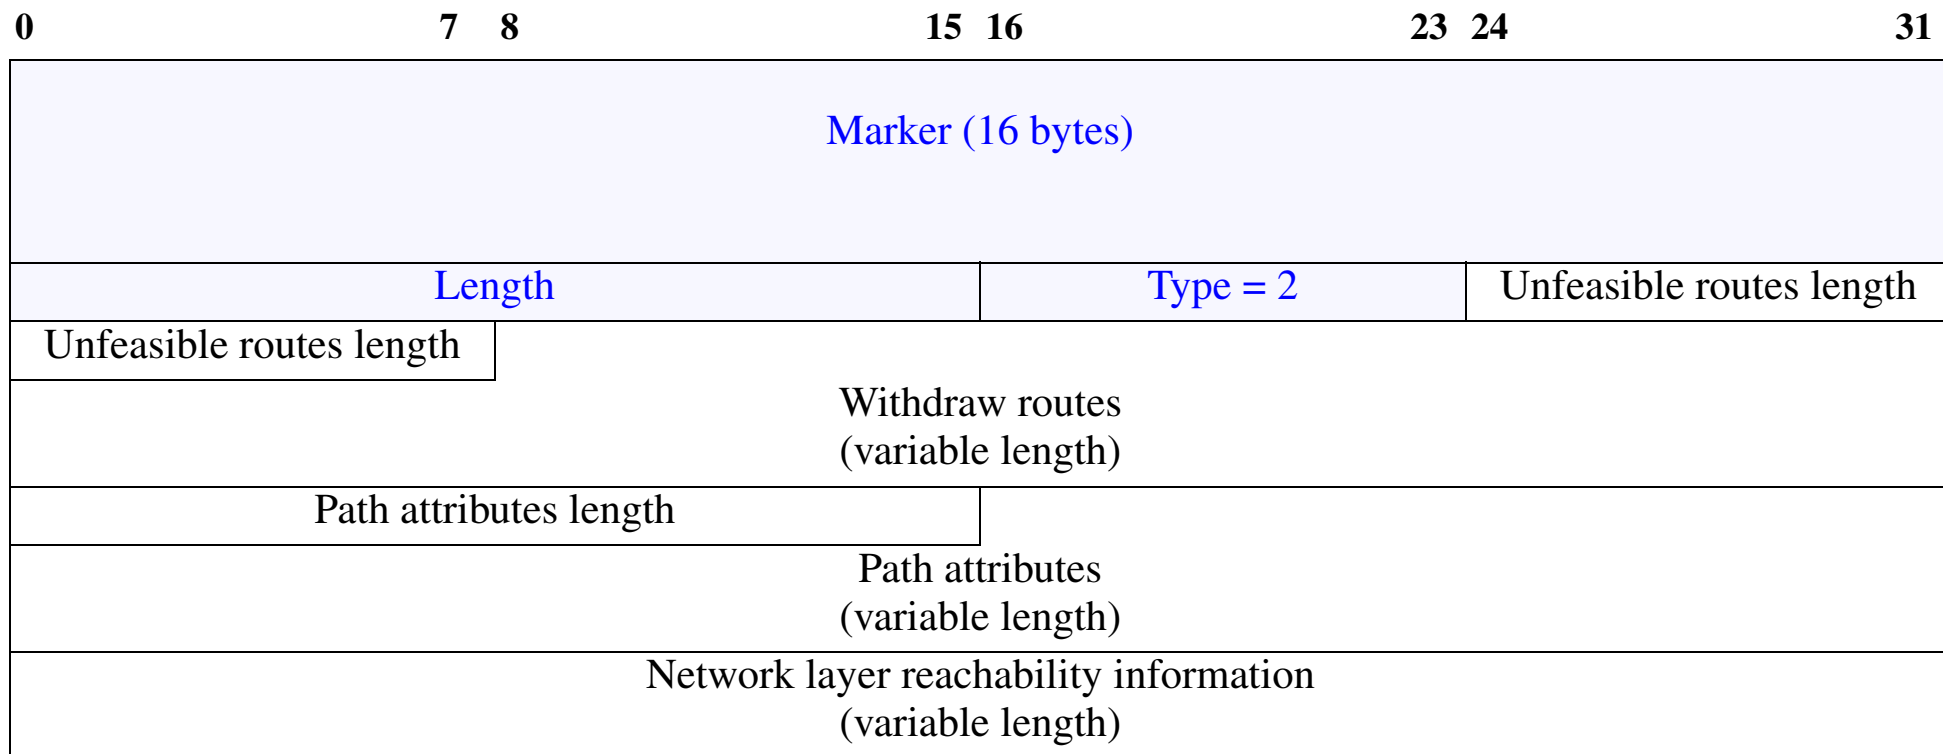 0 7 8 15 16 23 24 31
Marker (16 bytes)
Length Type = 2 Unfeasible routes length
Unfeasible routes length
Withdraw routes
(variable length)
Path attributes length
Path attributes
(variable length)
Network layer reachability information
(variable length)